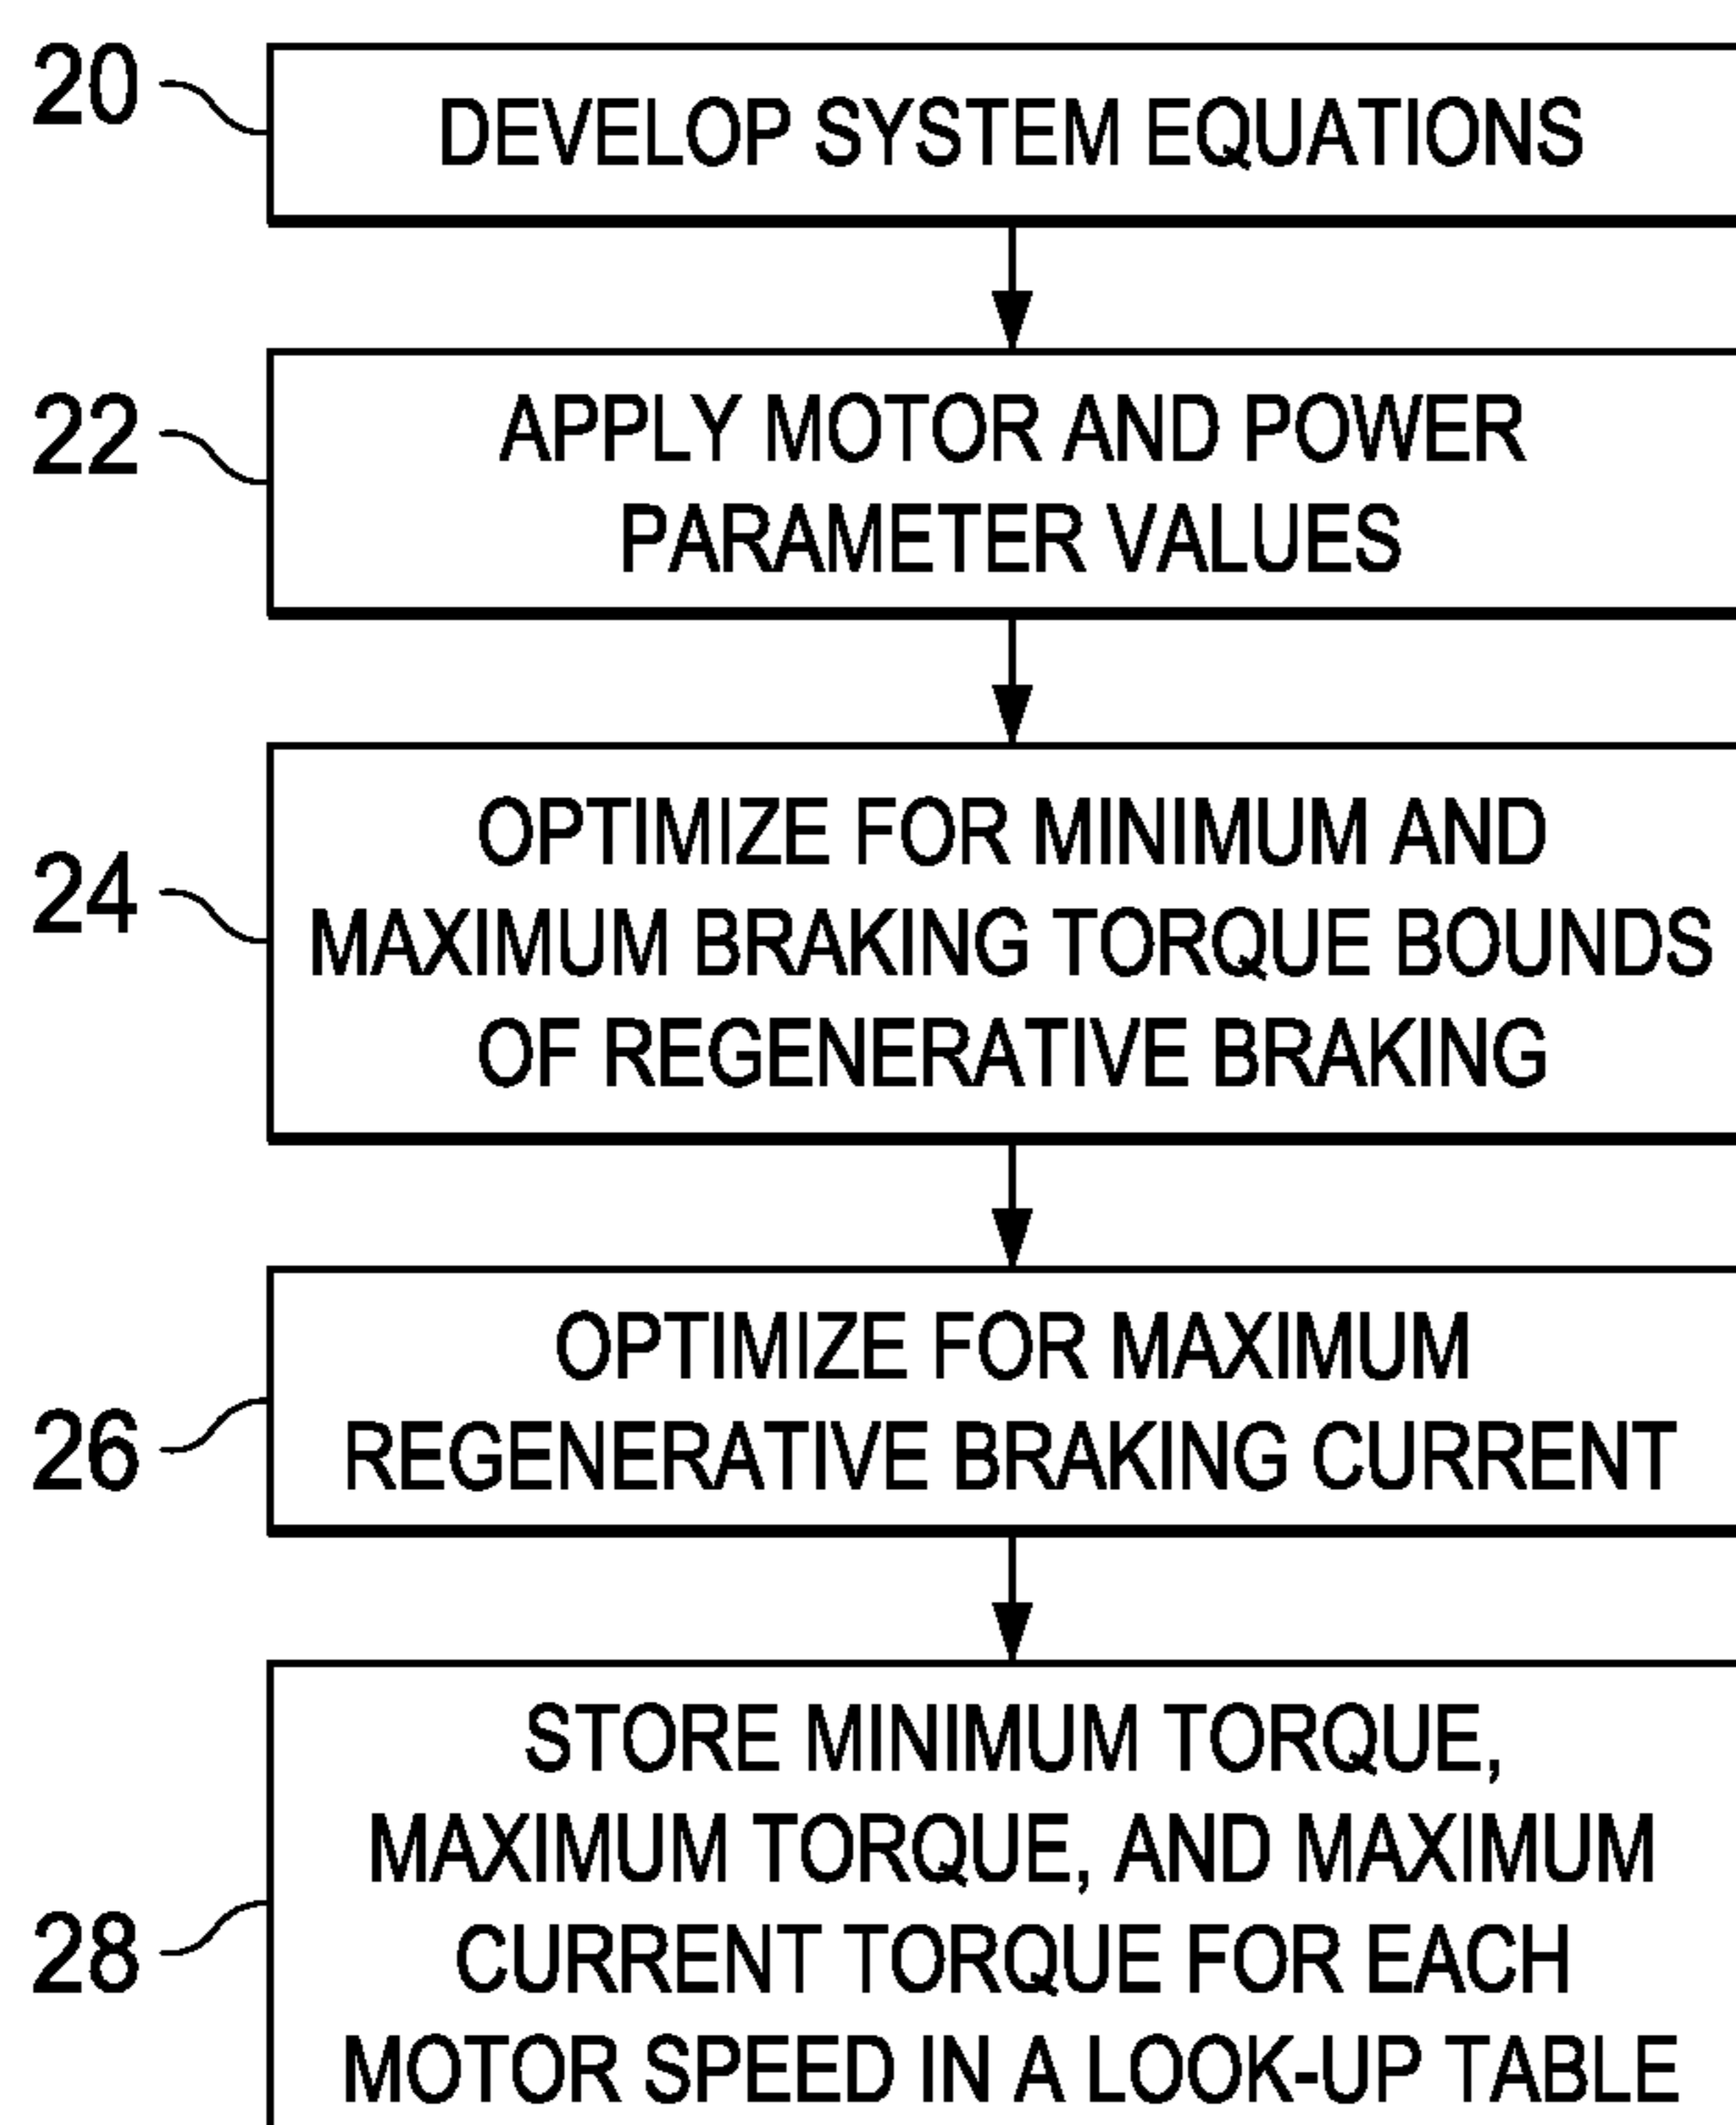 20
DEVELOP SYSTEM EQUATIONS
22
APPLY MOTOR AND POWER
PARAMETER VALUES
24
OPTIMIZE FOR MINIMUM AND
MAXIMUM BRAKING TORQUE BOUNDS
OF REGENERATIVE BRAKING
26
OPTIMIZE FOR MAXIMUM
REGENERATIVE BRAKING CURRENT
28
STORE MINIMUM TORQUE,
MAXIMUM TORQUE, AND MAXIMUM
CURRENT TORQUE FOR EACH
MOTOR SPEED IN A LOOK-UP TABLE